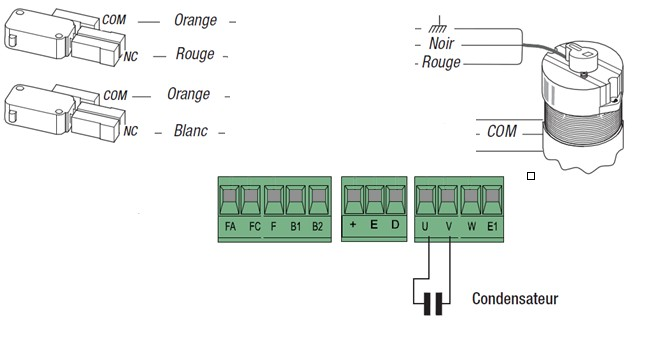 COM — Orange –
NC — Rouge –
COM — Orange –
NC – Blanc –
- Noir
- Rouge
- COM -
FA FC F B1 B2
+ E D
U V W E1
Condensateur